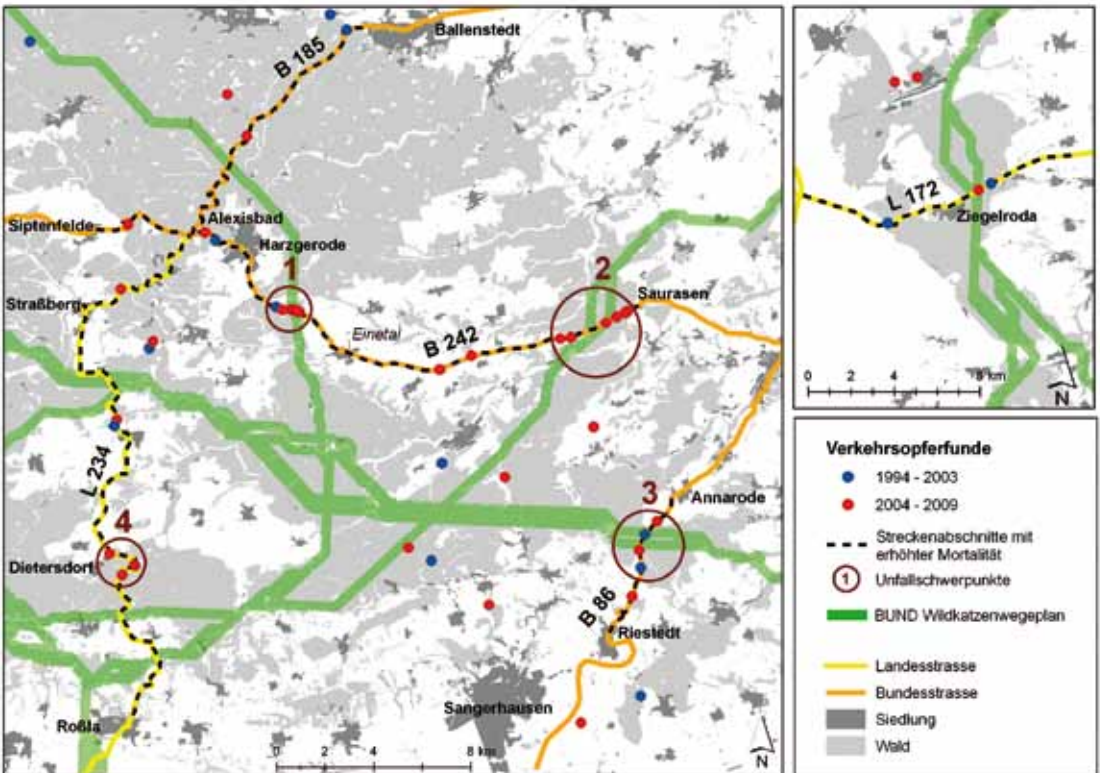 Ballenstedt
B 185
Siptenfelde
Alexisbad
Harzgerode
1
2
Saurasen
Straßberg
Einetal
B 242
L 234
3
Annarode
4
Dietersdorf
B 86
Riestedt
Sangerhausen
Roßla
0 2 4 8 km
N
L 172
Ziegelroda
0 2 4 8 km
N
Verkehrsopferfunde
1994 - 2003
2004 - 2009
Streckenabschnitte mit
erhöhter Mortalität
1 Unfallschwerpunkte
BUND Wildkatzenwegeplan
Landesstrasse
Bundesstrasse
Siedlung
Wald